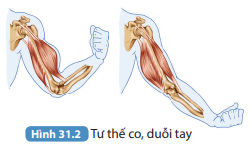 Hình 31.2 Tư thế co, duỗi tay